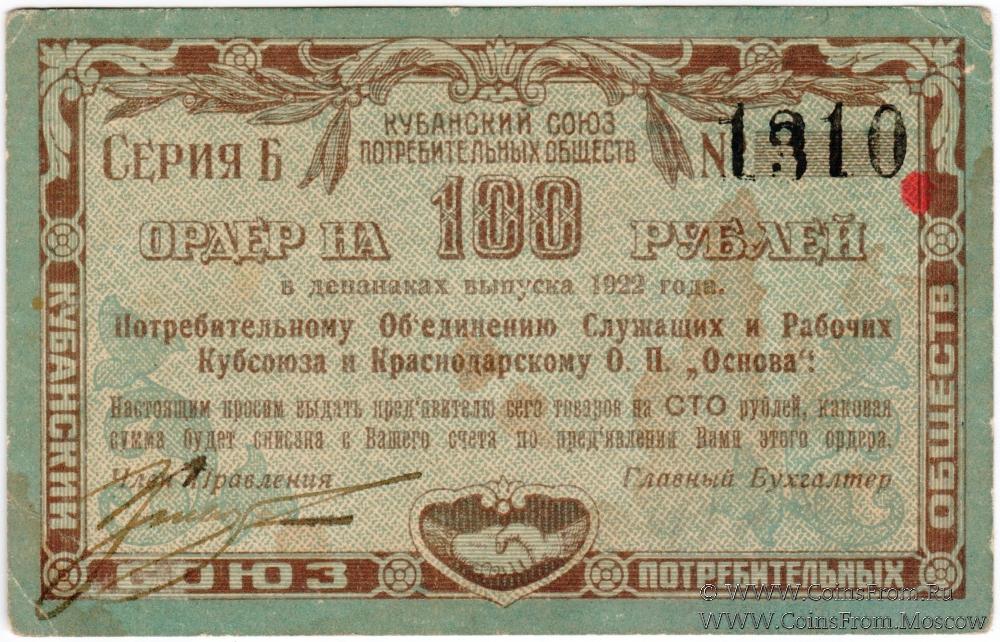 КУБАНСКИЙ СОЮЗ
ПОТРЕБИТЕЛЬНЫХ ОБЩЕСТВ
СЕРИЯ Б
№ 1310
ОРДЕР НА 100 РУБЛЕЙ
в дензнаках выпуска 1922 года.
Потребительному Об'единению Служащих и Рабочих
Кубсоюза и Краснодарскому О. П. „Основа“:
Настоящим просим выдать пред'явителю сего товаров на СТО рублей, каковая
сумма будет списана с Вашего счета по пред'явлении Вами этого ордера.
Член Правления
Главный Бухгалтер
КУБАНСКИЙ
СОЮЗ
ПОТРЕБИТЕЛЬНЫХ
ОБЩЕСТВ
© WWW.COINSFROM.RU
WWW.COINSFROM.MOSCOW